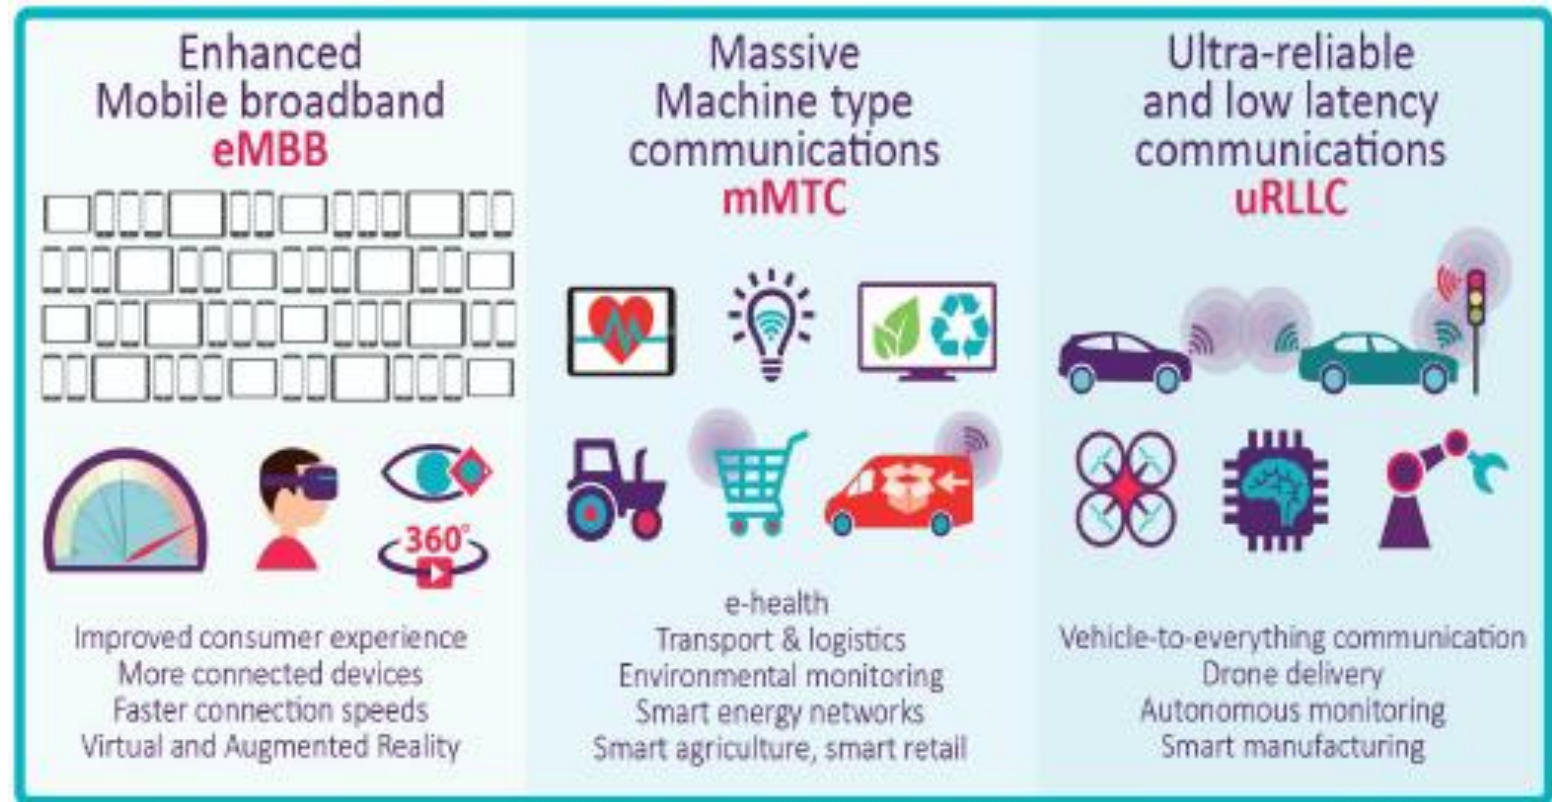 Enhanced
Mobile broadband
eMBB
360°
Improved consumer experience
More connected devices
Faster connection speeds
Virtual and Augmented Reality
Massive
Machine type
communications
mMTC
e-health
Transport & logistics
Environmental monitoring
Smart energy networks
Smart agriculture, smart retail
Ultra-reliable
and low latency
communications
uRLLC
Vehicle-to-everything communication
Drone delivery
Autonomous monitoring
Smart manufacturing